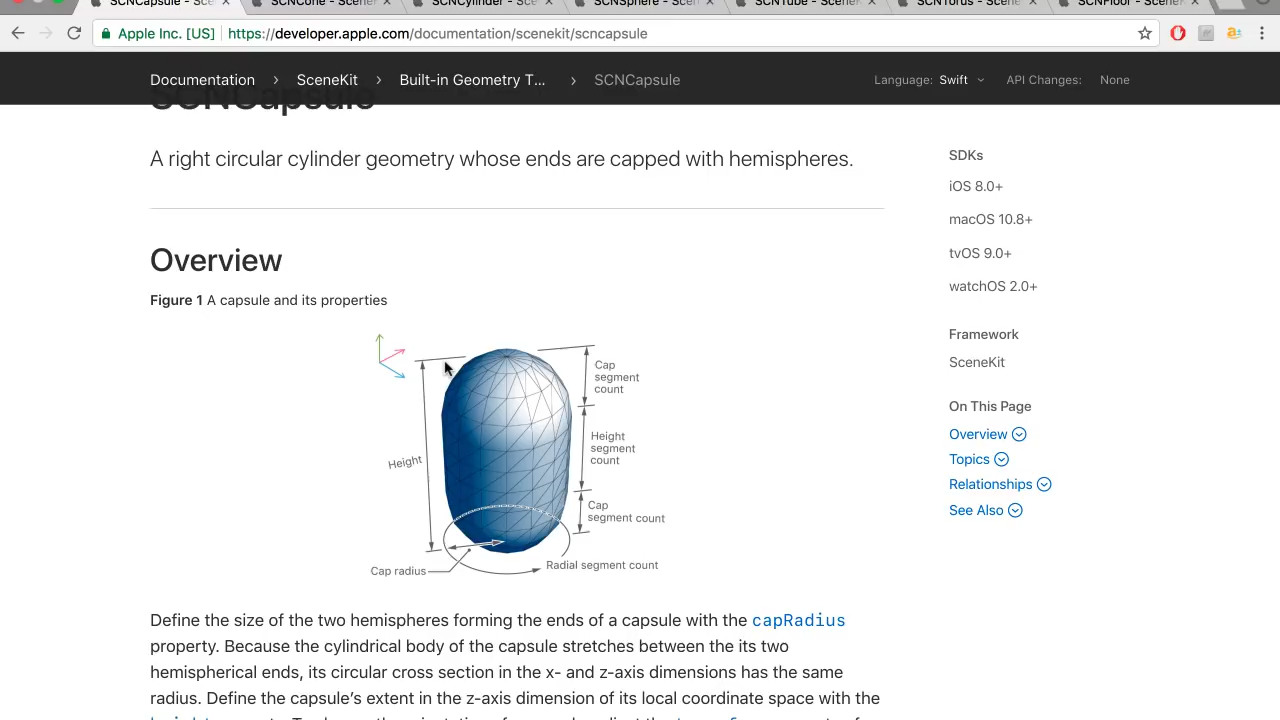 SCNCapsule - Sce
SCNCone - Scene
SCNCylinder - Sc
SCNSphere - Scen
SCNTube - SceneK
SCNTorus - Scene
SCNFloor - SceneK
Apple Inc. [US] https://developer.apple.com/documentation/scenekit/scncapsule
Documentation > SceneKit > Built-in Geometry T... > SCNCapsule
Language: Swift API Changes: None
SCNCapsule
A right circular cylinder geometry whose ends are capped with hemispheres.
Overview
Figure 1 A capsule and its properties
Cap
segment
count
Height
segment
count
Height
Cap
segment count
Cap radius
Radial segment count
Define the size of the two hemispheres forming the ends of a capsule with the capRadius
property. Because the cylindrical body of the capsule stretches between the its two
hemispherical ends, its circular cross section in the x- and z-axis dimensions has the same
radius. Define the capsule's extent in the z-axis dimension of its local coordinate space with the
SDKs
iOS 8.0+
macOS 10.8+
tvOS 9.0+
watchOS 2.0+
Framework
SceneKit
On This Page
Overview
Topics
Relationships
See Also